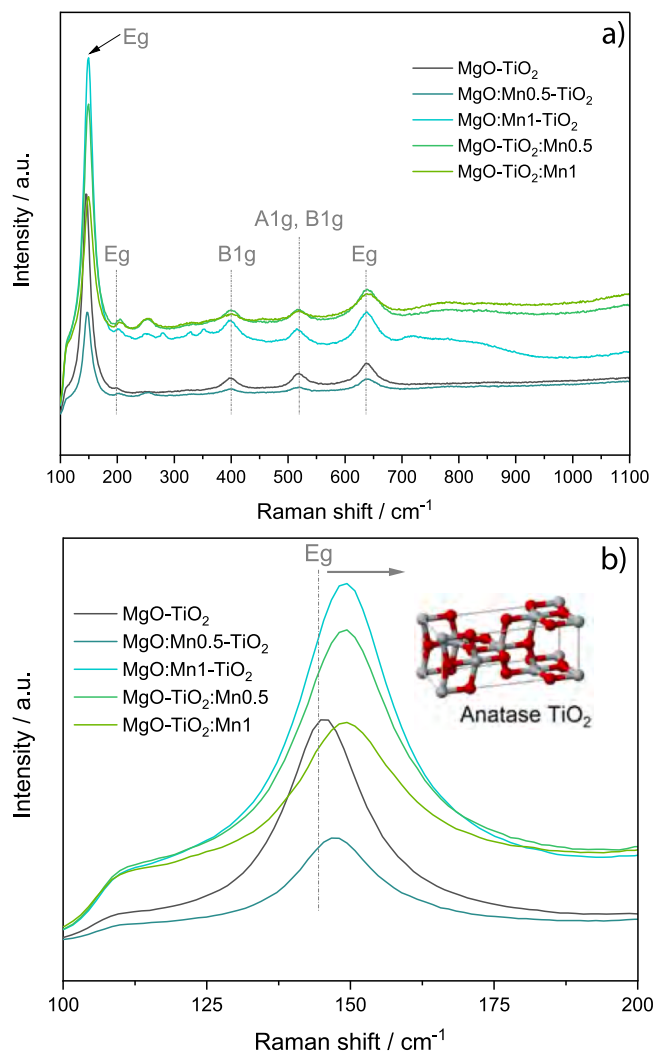 a)
Eg
MgO-TiO₂
MgO:Mn0.5-TiO₂
MgO:Mn1-TiO₂
MgO-TiO₂:Mn0.5
MgO-TiO₂:Mn1
Eg
B1g
A1g, B1g
Eg
Intensity / a.u.
100 200 300 400 500 600 700 800 900 1000 1100
Raman shift / cm⁻¹
b)
Eg
MgO-TiO₂
MgO:Mn0.5-TiO₂
MgO:Mn1-TiO₂
MgO-TiO₂:Mn0.5
MgO-TiO₂:Mn1
Anatase TiO₂
Intensity / a.u.
100 125 150 175 200
Raman shift / cm⁻¹